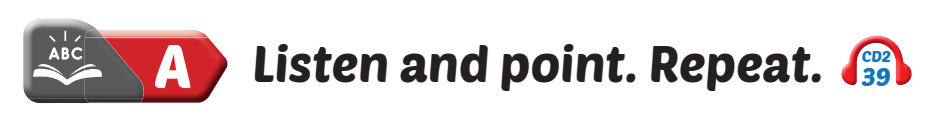 ABC
A Listen and point. Repeat. CD2
39